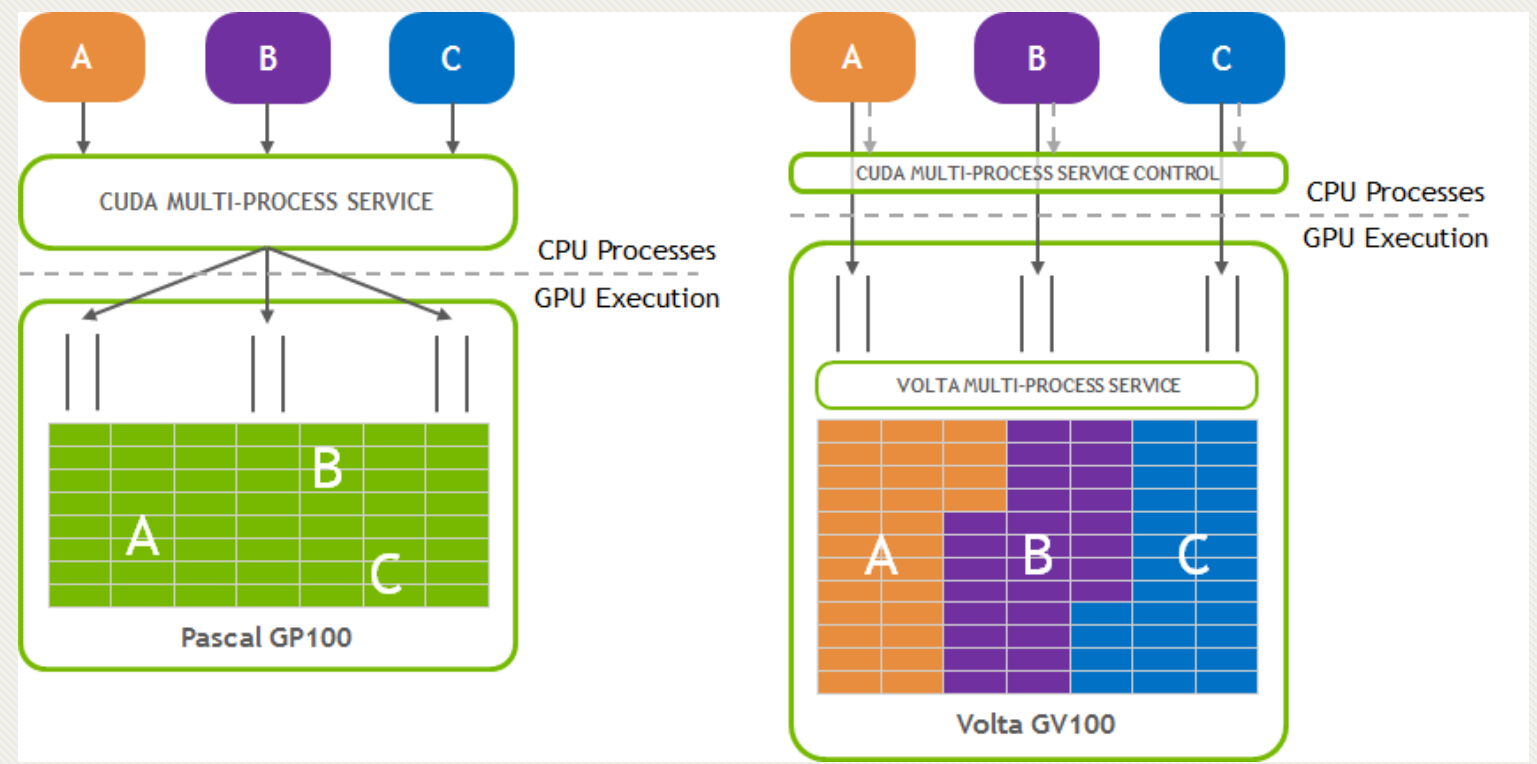 A B C
CUDA MULTI-PROCESS SERVICE
CPU Processes
GPU Execution
B
A
C
Pascal GP100
A B C
CUDA MULTI-PROCESS SERVICE CONTROL
CPU Processes
GPU Execution
VOLTA MULTI-PROCESS SERVICE
A B C
Volta GV100